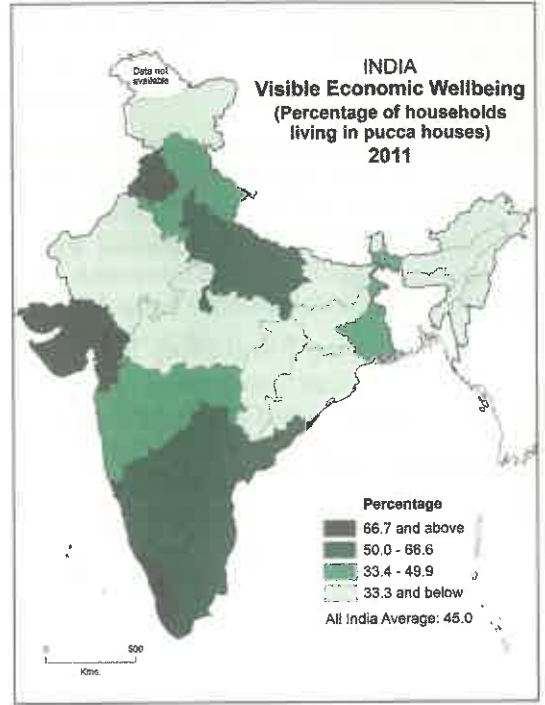 Data not
available
INDIA
Visible Economic Wellbeing
(Percentage of households
living in pucca houses)
2011
Percentage
66.7 and above
50.0 - 66.6
33.4 - 49.9
33.3 and below
All India Average: 45.0
0 500
Kms.